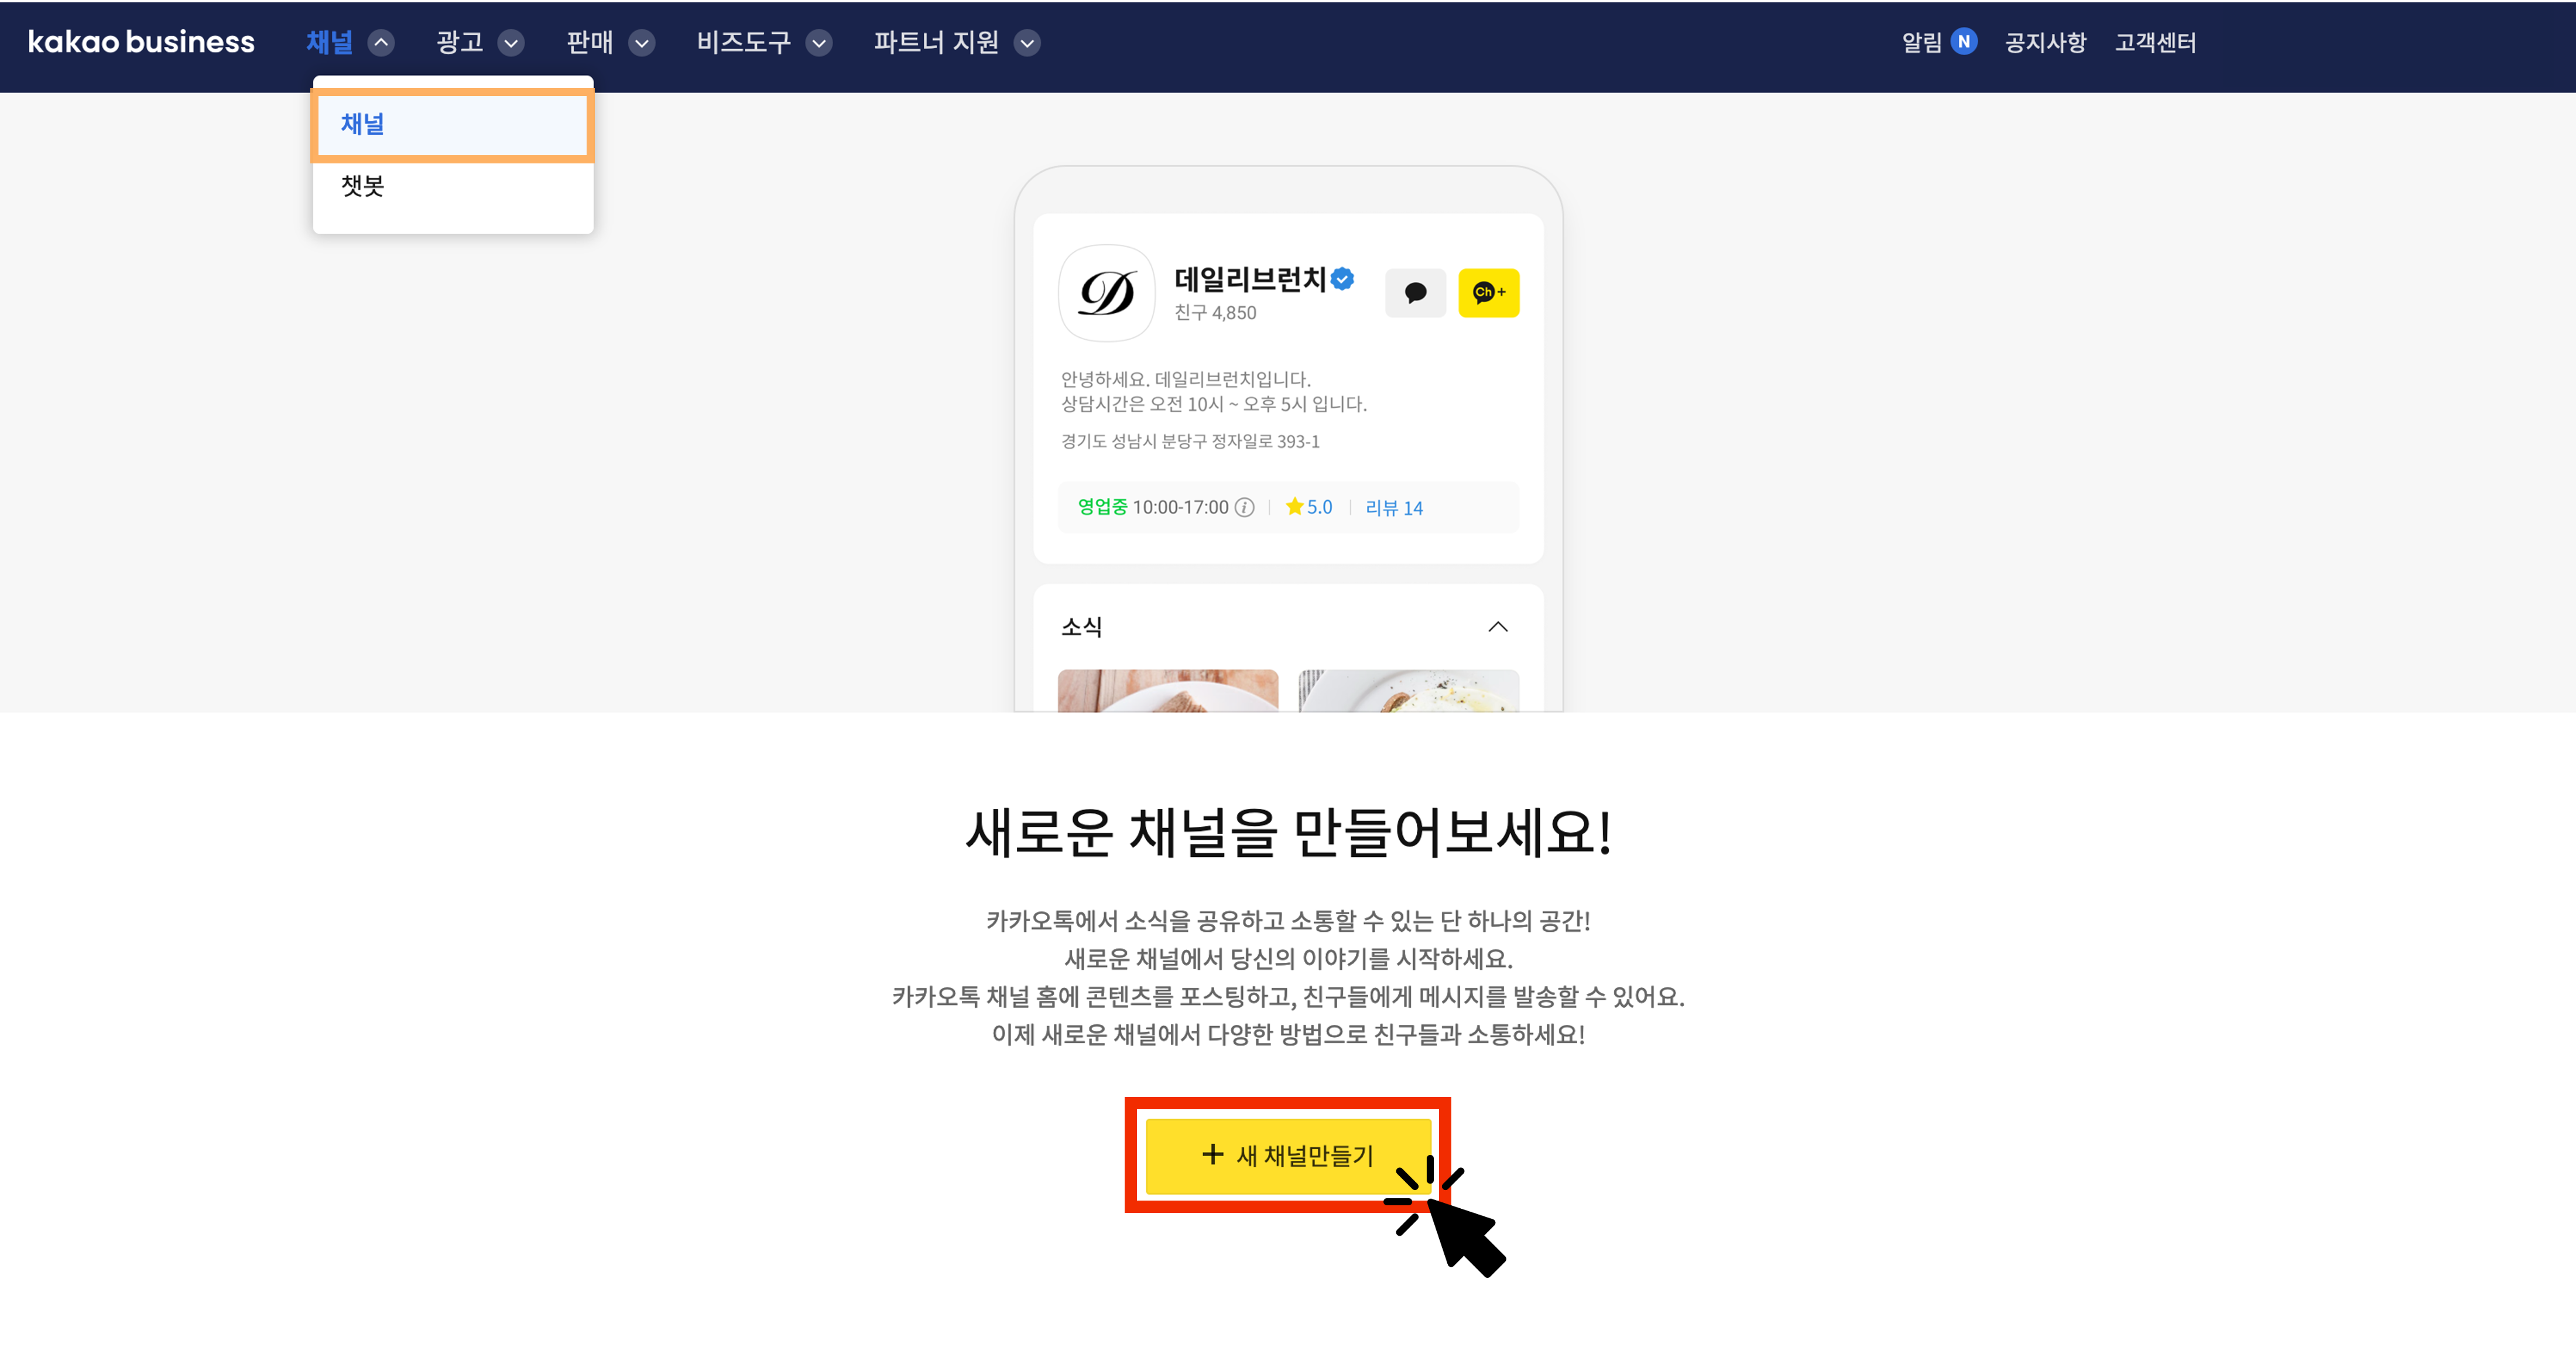 kakao business 채널 광고 판매 비즈도구 파트너 지원 알림 N 공지사항 고객센터
채널
챗봇
데일리브런치
친구 4,850
Ch+
안녕하세요. 데일리브런치입니다.
상담시간은 오전 10시 ~ 오후 5시 입니다.
경기도 성남시 분당구 정자일로 393-1
영업중 10:00-17:00 i 5.0 리뷰 14
소식
새로운 채널을 만들어보세요!
카카오톡에서 소식을 공유하고 소통할 수 있는 단 하나의 공간!
새로운 채널에서 당신의 이야기를 시작하세요.
카카오톡 채널 홈에 콘텐츠를 포스팅하고, 친구들에게 메시지를 발송할 수 있어요.
이제 새로운 채널에서 다양한 방법으로 친구들과 소통하세요!
+ 새 채널만들기